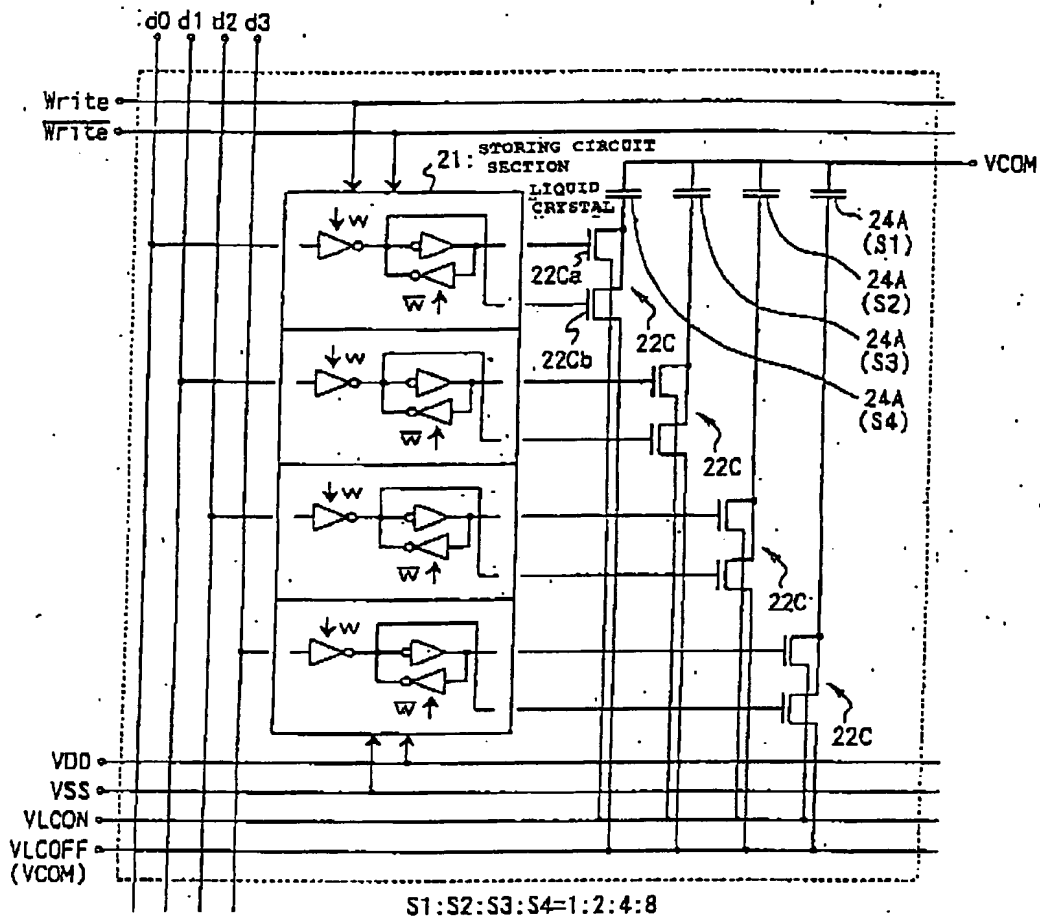 d0 d1 d2 d3
Write
Write
21: STORING CIRCUIT
SECTION
LIQUID
CRYSTAL
VCOM
24A
(S1)
24A
(S2)
24A
(S3)
24A
(S4)
W
W
22Ca
22Cb
22C
W
W
22C
W
W
22C
W
W
22C
VDD
VSS
VLCON
VLCOFF
(VCOM)
S1:S2:S3:S4=1:2:4:8